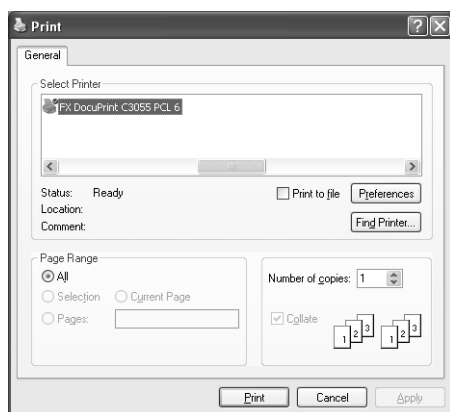 Print
General
Select Printer
FX DocuPrint C3055 PCL 6
Status: Ready
Location:
Comment:
Print to file
Preferences
Find Printer...
Page Range
All
Selection
Current Page
Pages:
Number of copies: 1
Collate
1 2 3 1 2 3
Print
Cancel
Apply